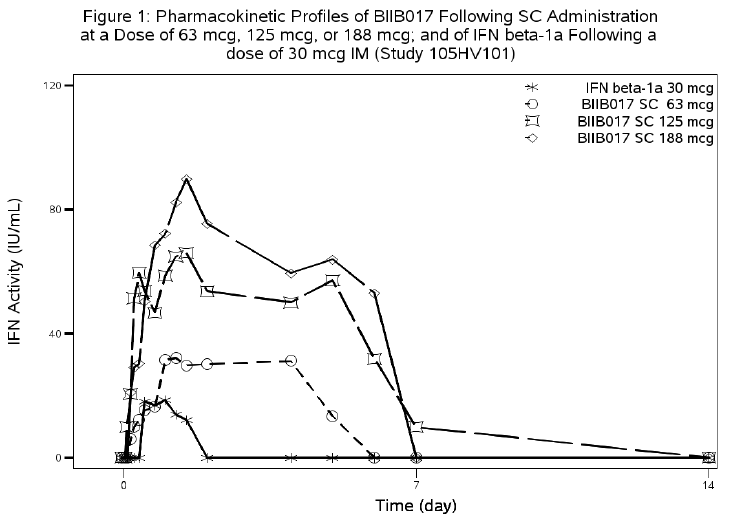 Figure 1: Pharmacokinetic Profiles of BIIB017 Following SC Administration
at a Dose of 63 mcg, 125 mcg, or 188 mcg; and of IFN beta-1a Following a
dose of 30 mcg IM (Study 105HV101)
IFN Activity (IU/mL)
120
80
40
0
IFN beta-1a 30 mcg
BIIB017 SC 63 mcg
BIIB017 SC 125 mcg
BIIB017 SC 188 mcg
0
7
14
Time (day)